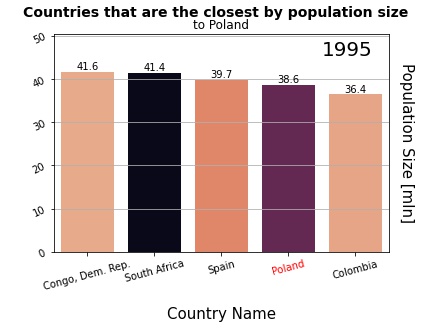 Countries that are the closest by population size
to Poland
1995
50
40
30
20
10
0
41.6
41.4
39.7
38.6
36.4
Congo, Dem. Rep.
South Africa
Spain
Poland
Colombia
Country Name
Population Size [mln]